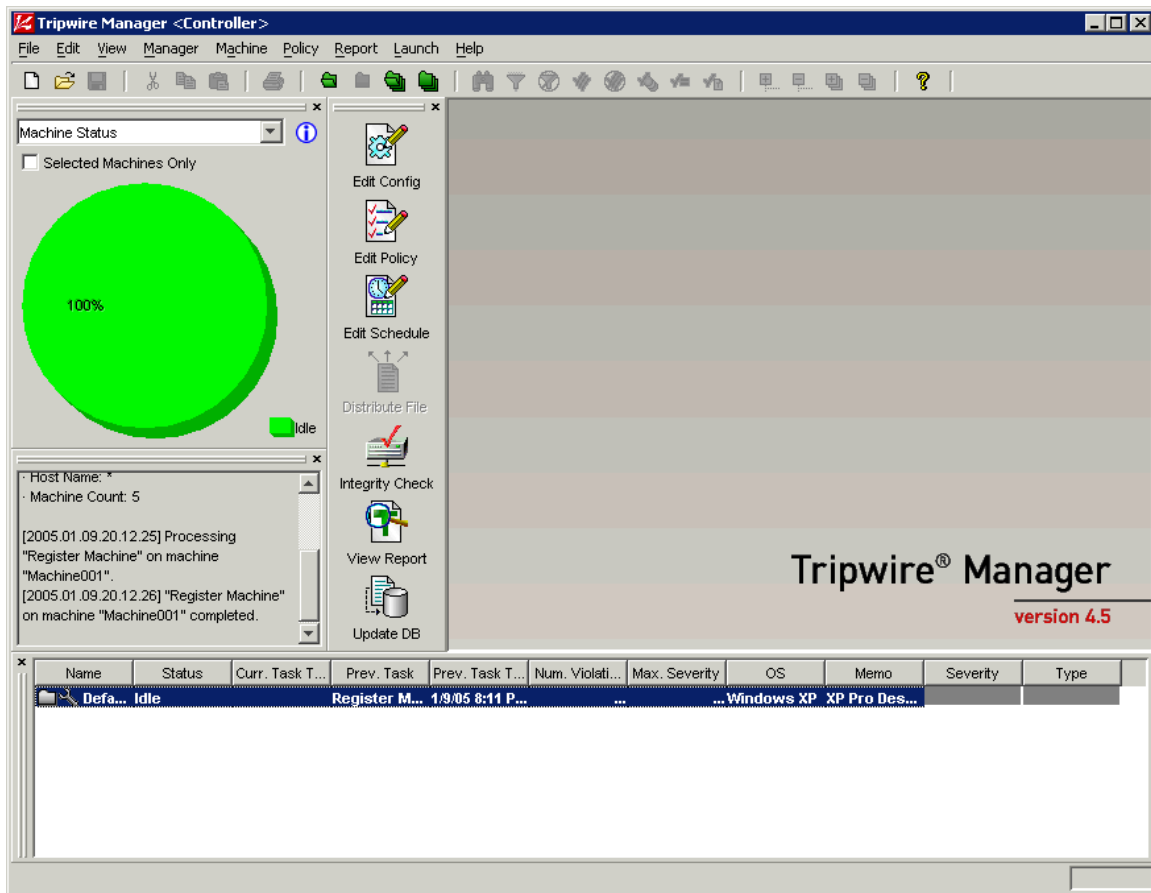 Tripwire Manager <Controller>
File Edit View Manager Machine Policy Report Launch Help
Machine Status
Selected Machines Only
100%
Idle
· Host Name: *
· Machine Count: 5
[2005.01.09.20.12.25] Processing
"Register Machine" on machine
"Machine001".
[2005.01.09.20.12.26] "Register Machine"
on machine "Machine001" completed.
Edit Config
Edit Policy
Edit Schedule
Distribute File
Integrity Check
View Report
Update DB
Tripwire® Manager
version 4.5
Name Status Curr. Task T... Prev. Task Prev. Task T... Num. Violati... Max. Severity OS Memo Severity Type
Defa... Idle Register M... 1/9/05 8:11 P... ... ... Windows XP XP Pro Des...